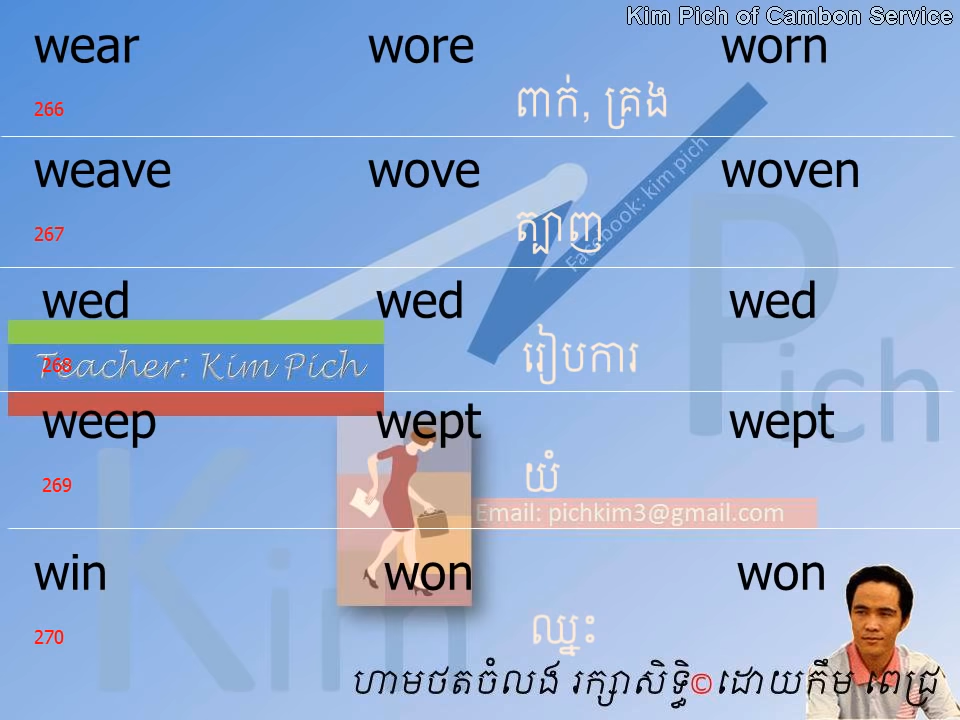 Kim Pich of Cambon Service
wear wore worn
266 ពាក់, គ្រង
weave wove woven
267 ត្បាញ
Facebook: kim pich
wed wed wed
268 រៀបការ
Teacher: Kim Pich
Pich
weep wept wept
269 យំ
Email: pichkim3@gmail.com
Kim
win won won
270 ឈ្នះ
ហាមថតចំលង រក្សាសិទ្ធិ©ដោយកឹម ពេជ្រ